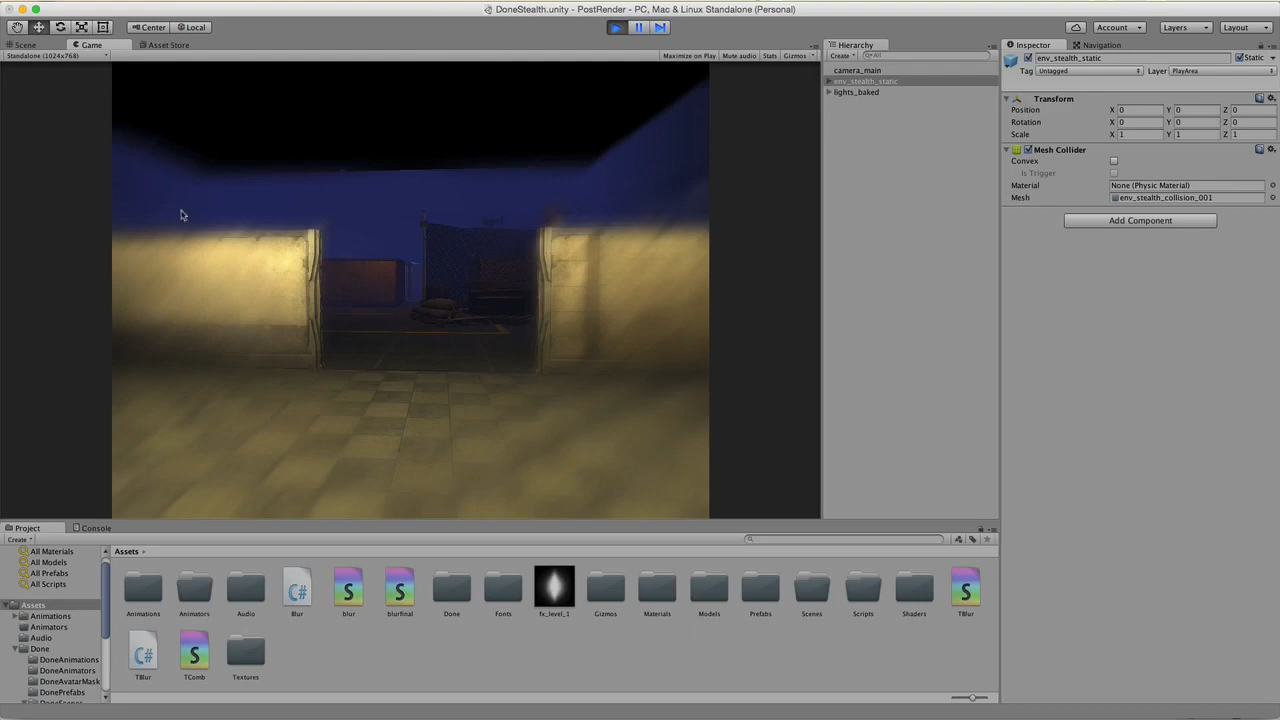 DoneStealth.unity - PostRender - PC, Mac & Linux Standalone (Personal)
Center Local Account Layers Layout
Scene Game Asset Store
Standalone (1024x768) Maximize on Play Mute audio Stats Gizmos
Hierarchy
Create All
camera_main
env_stealth_static
lights_baked
Inspector Navigation
env_stealth_static Static
Tag Untagged Layer PlayArea
Transform
Position X 0 Y 0 Z 0
Rotation X 0 Y 0 Z 0
Scale X 1 Y 1 Z 1
Mesh Collider
Convex
Is Trigger
Material None (Physic Material)
Mesh env_stealth_collision_001
Add Component
Project Console
Create
All Materials
All Models
All Prefabs
All Scripts
Assets
Animations
Animators
Audio
Done
DoneAnimations
DoneAnimators
DoneAvatarMask
DonePrefabs
DoneScenes
Assets
Animations Animators Audio Blur blur blurfinal Done Fonts fx_level_1 Gizmos Materials Models Prefabs Scenes Scripts Shaders TBlur
TBlur TComb Textures